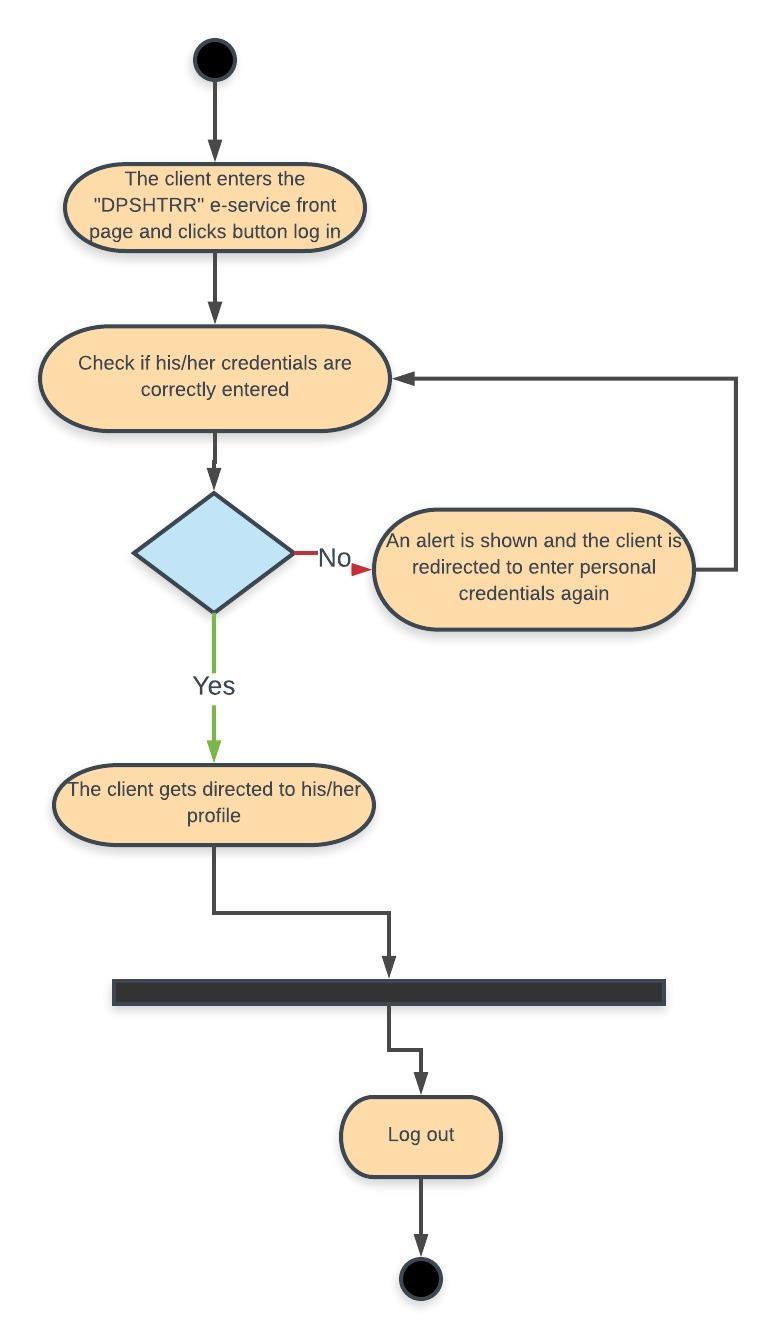 The client enters the
"DPSHTRR" e-service front
page and clicks button log in
Check if his/her credentials are
correctly entered
No
An alert is shown and the client is
redirected to enter personal
credentials again
Yes
The client gets directed to his/her
profile
Log out